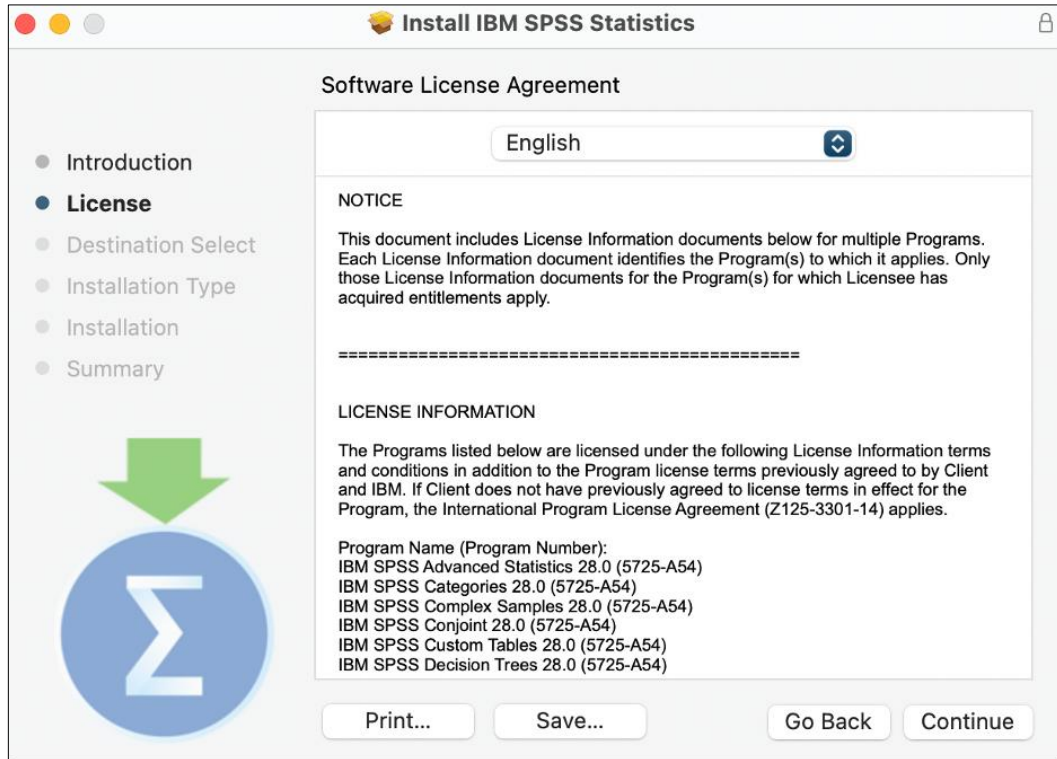 Install IBM SPSS Statistics
Software License Agreement
Introduction
License
Destination Select
Installation Type
Installation
Summary
English
NOTICE
This document includes License Information documents below for multiple Programs.
Each License Information document identifies the Program(s) to which it applies. Only
those License Information documents for the Program(s) for which Licensee has
acquired entitlements apply.
==============================================
LICENSE INFORMATION
The Programs listed below are licensed under the following License Information terms
and conditions in addition to the Program license terms previously agreed to by Client
and IBM. If Client does not have previously agreed to license terms in effect for the
Program, the International Program License Agreement (Z125-3301-14) applies.
Program Name (Program Number):
IBM SPSS Advanced Statistics 28.0 (5725-A54)
IBM SPSS Categories 28.0 (5725-A54)
IBM SPSS Complex Samples 28.0 (5725-A54)
IBM SPSS Conjoint 28.0 (5725-A54)
IBM SPSS Custom Tables 28.0 (5725-A54)
IBM SPSS Decision Trees 28.0 (5725-A54)
Σ
Print...
Save...
Go Back
Continue